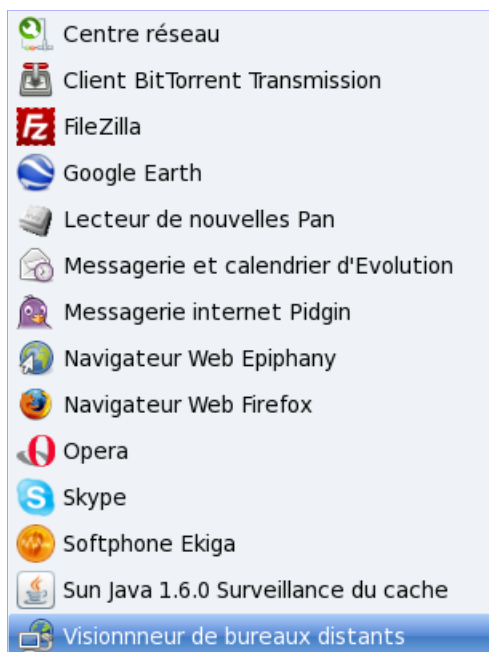 Centre réseau
Client BitTorrent Transmission
FileZilla
Google Earth
Lecteur de nouvelles Pan
Messagerie et calendrier d'Evolution
Messagerie internet Pidgin
Navigateur Web Epiphany
Navigateur Web Firefox
Opera
Skype
Softphone Ekiga
Sun Java 1.6.0 Surveillance du cache
Visionnneur de bureaux distants